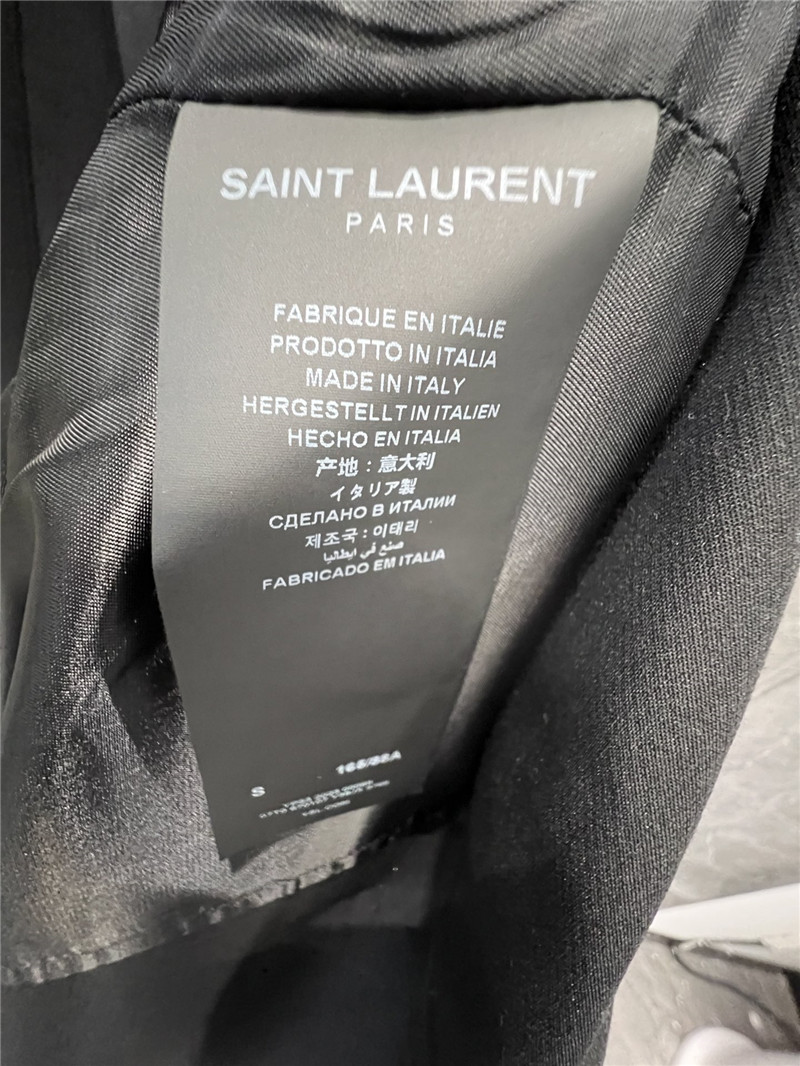 SAINT LAURENT
PARIS
FABRIQUE EN ITALIE
PRODOTTO IN ITALIA
MADE IN ITALY
HERGESTELLT IN ITALIEN
HECHO EN ITALIA
产地：意大利
イタリア製
СДЕЛАНО В ИТАЛИИ
제조국 : 이태리
صنع في ايطاليا
FABRICADO EM ITALIA
S